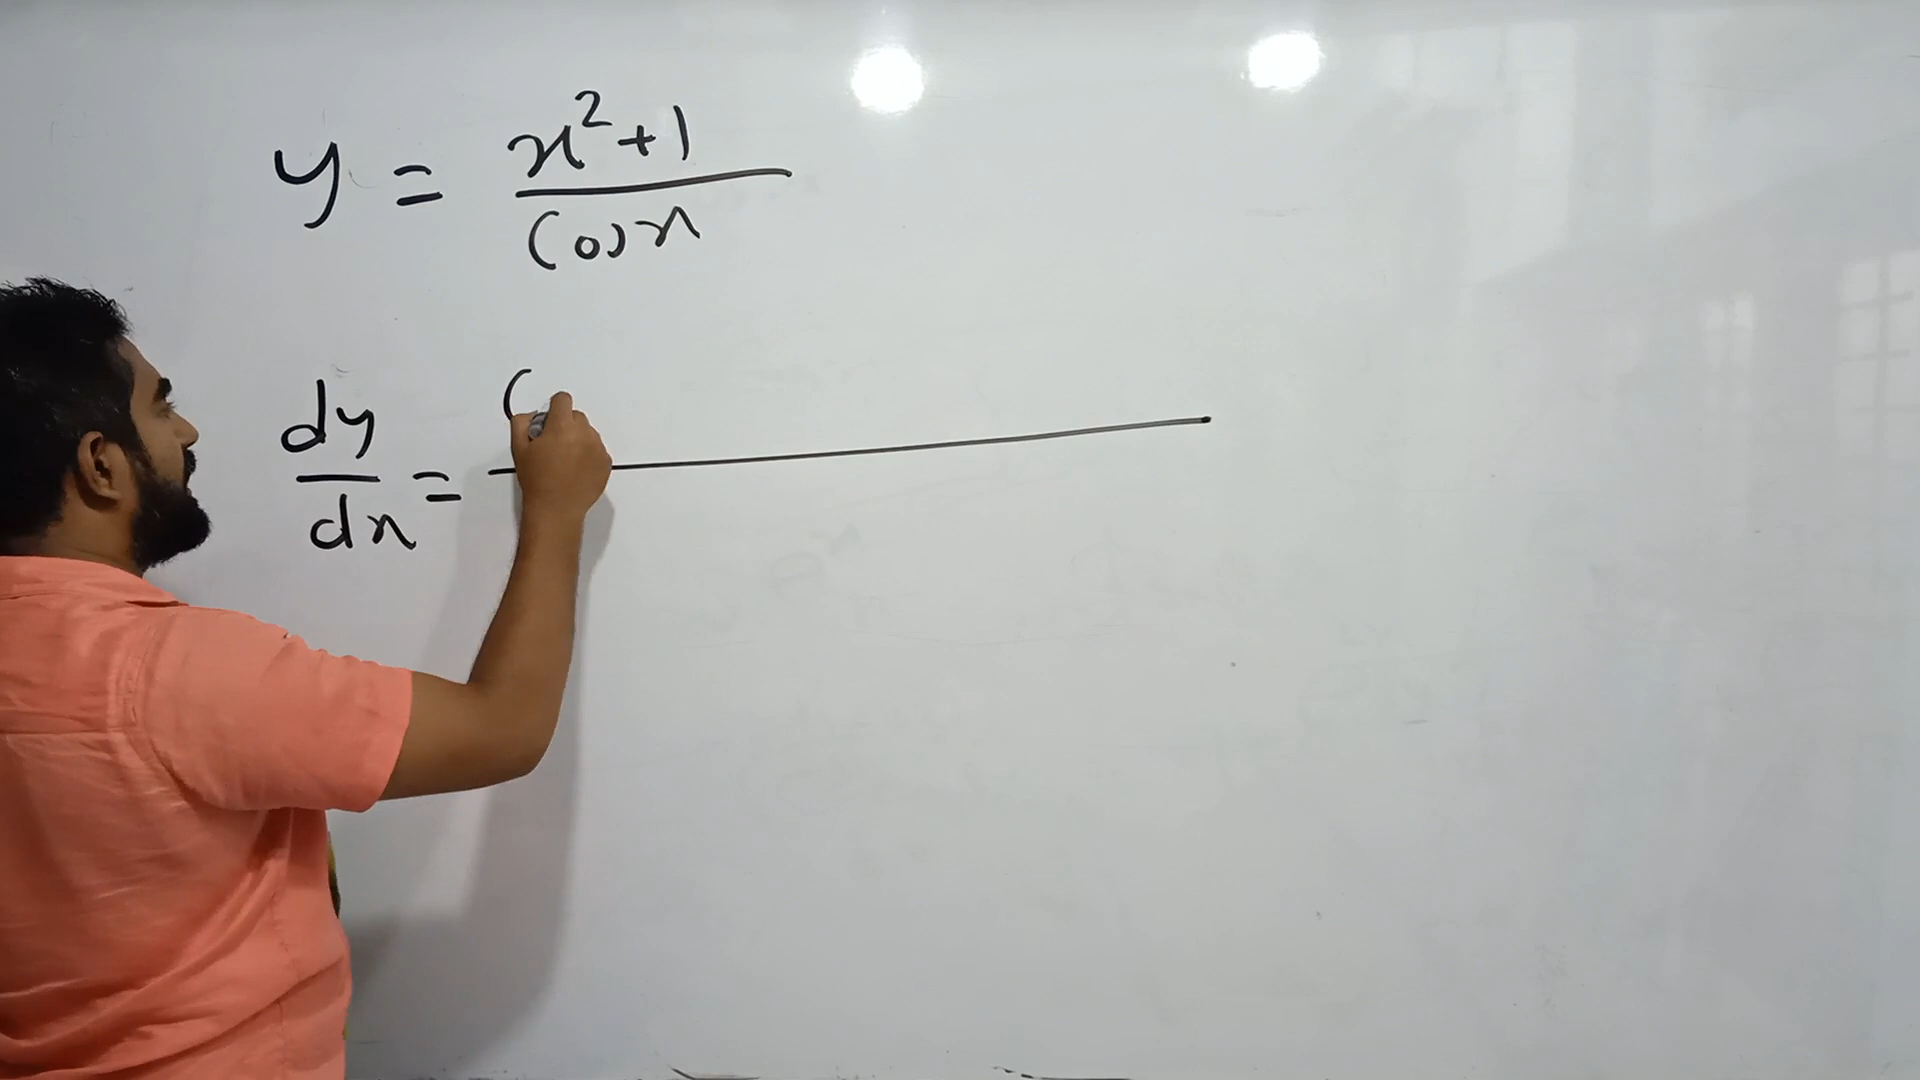 y = x²+1
cosx
dy
dx =
(